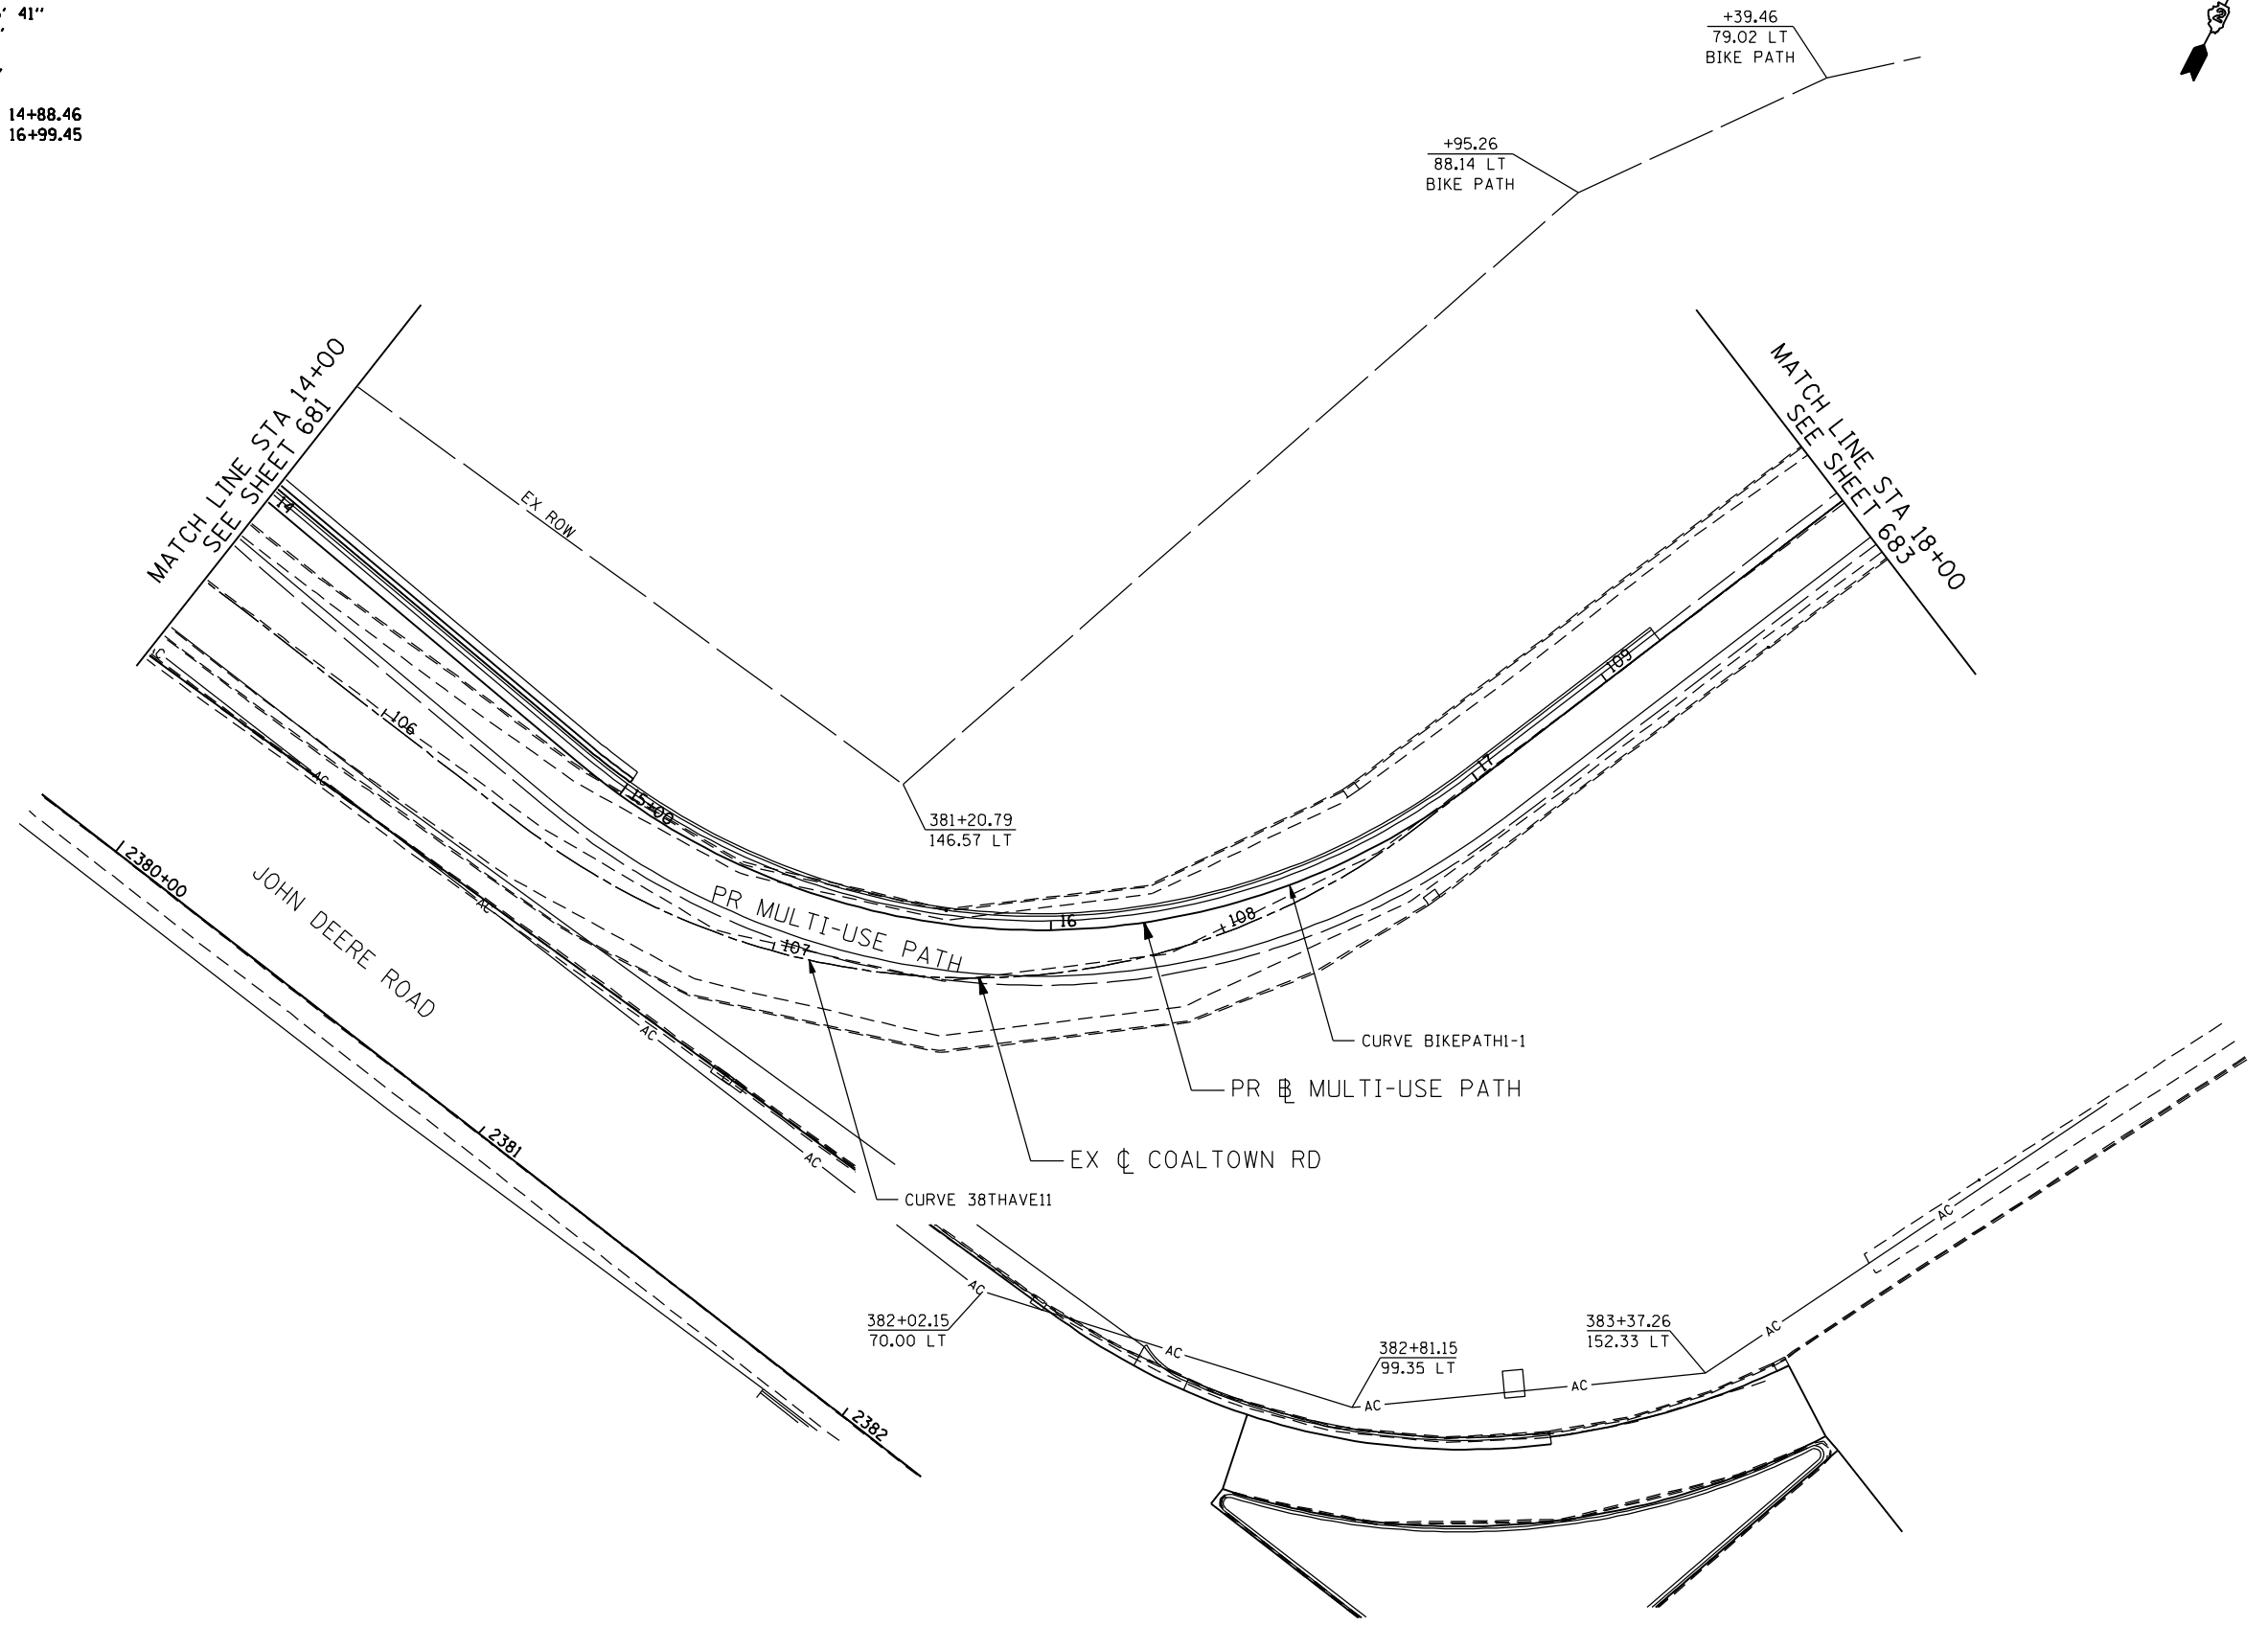 41"
14+88.46
16+99.45
+39.46
79.02 LT
BIKE PATH
+95.26
88.14 LT
BIKE PATH
MATCH LINE STA 14+00
SEE SHEET 681
MATCH LINE STA 18+00
SEE SHEET 683
14
EX ROW
AC
106
109
17
15+00
381+20.79
146.57 LT
AC
2380+00
JOHN DEERE ROAD
PR MULTI-USE PATH
16
108
107
AC
AC
CURVE BIKEPATH1-1
PR BL MULTI-USE PATH
2381
AC
EX CL COALTOWN RD
CURVE 38THAVE11
AC
AC
382+02.15
70.00 LT
AC
382+81.15
99.35 LT
383+37.26
152.33 LT
AC
AC
AC
2382